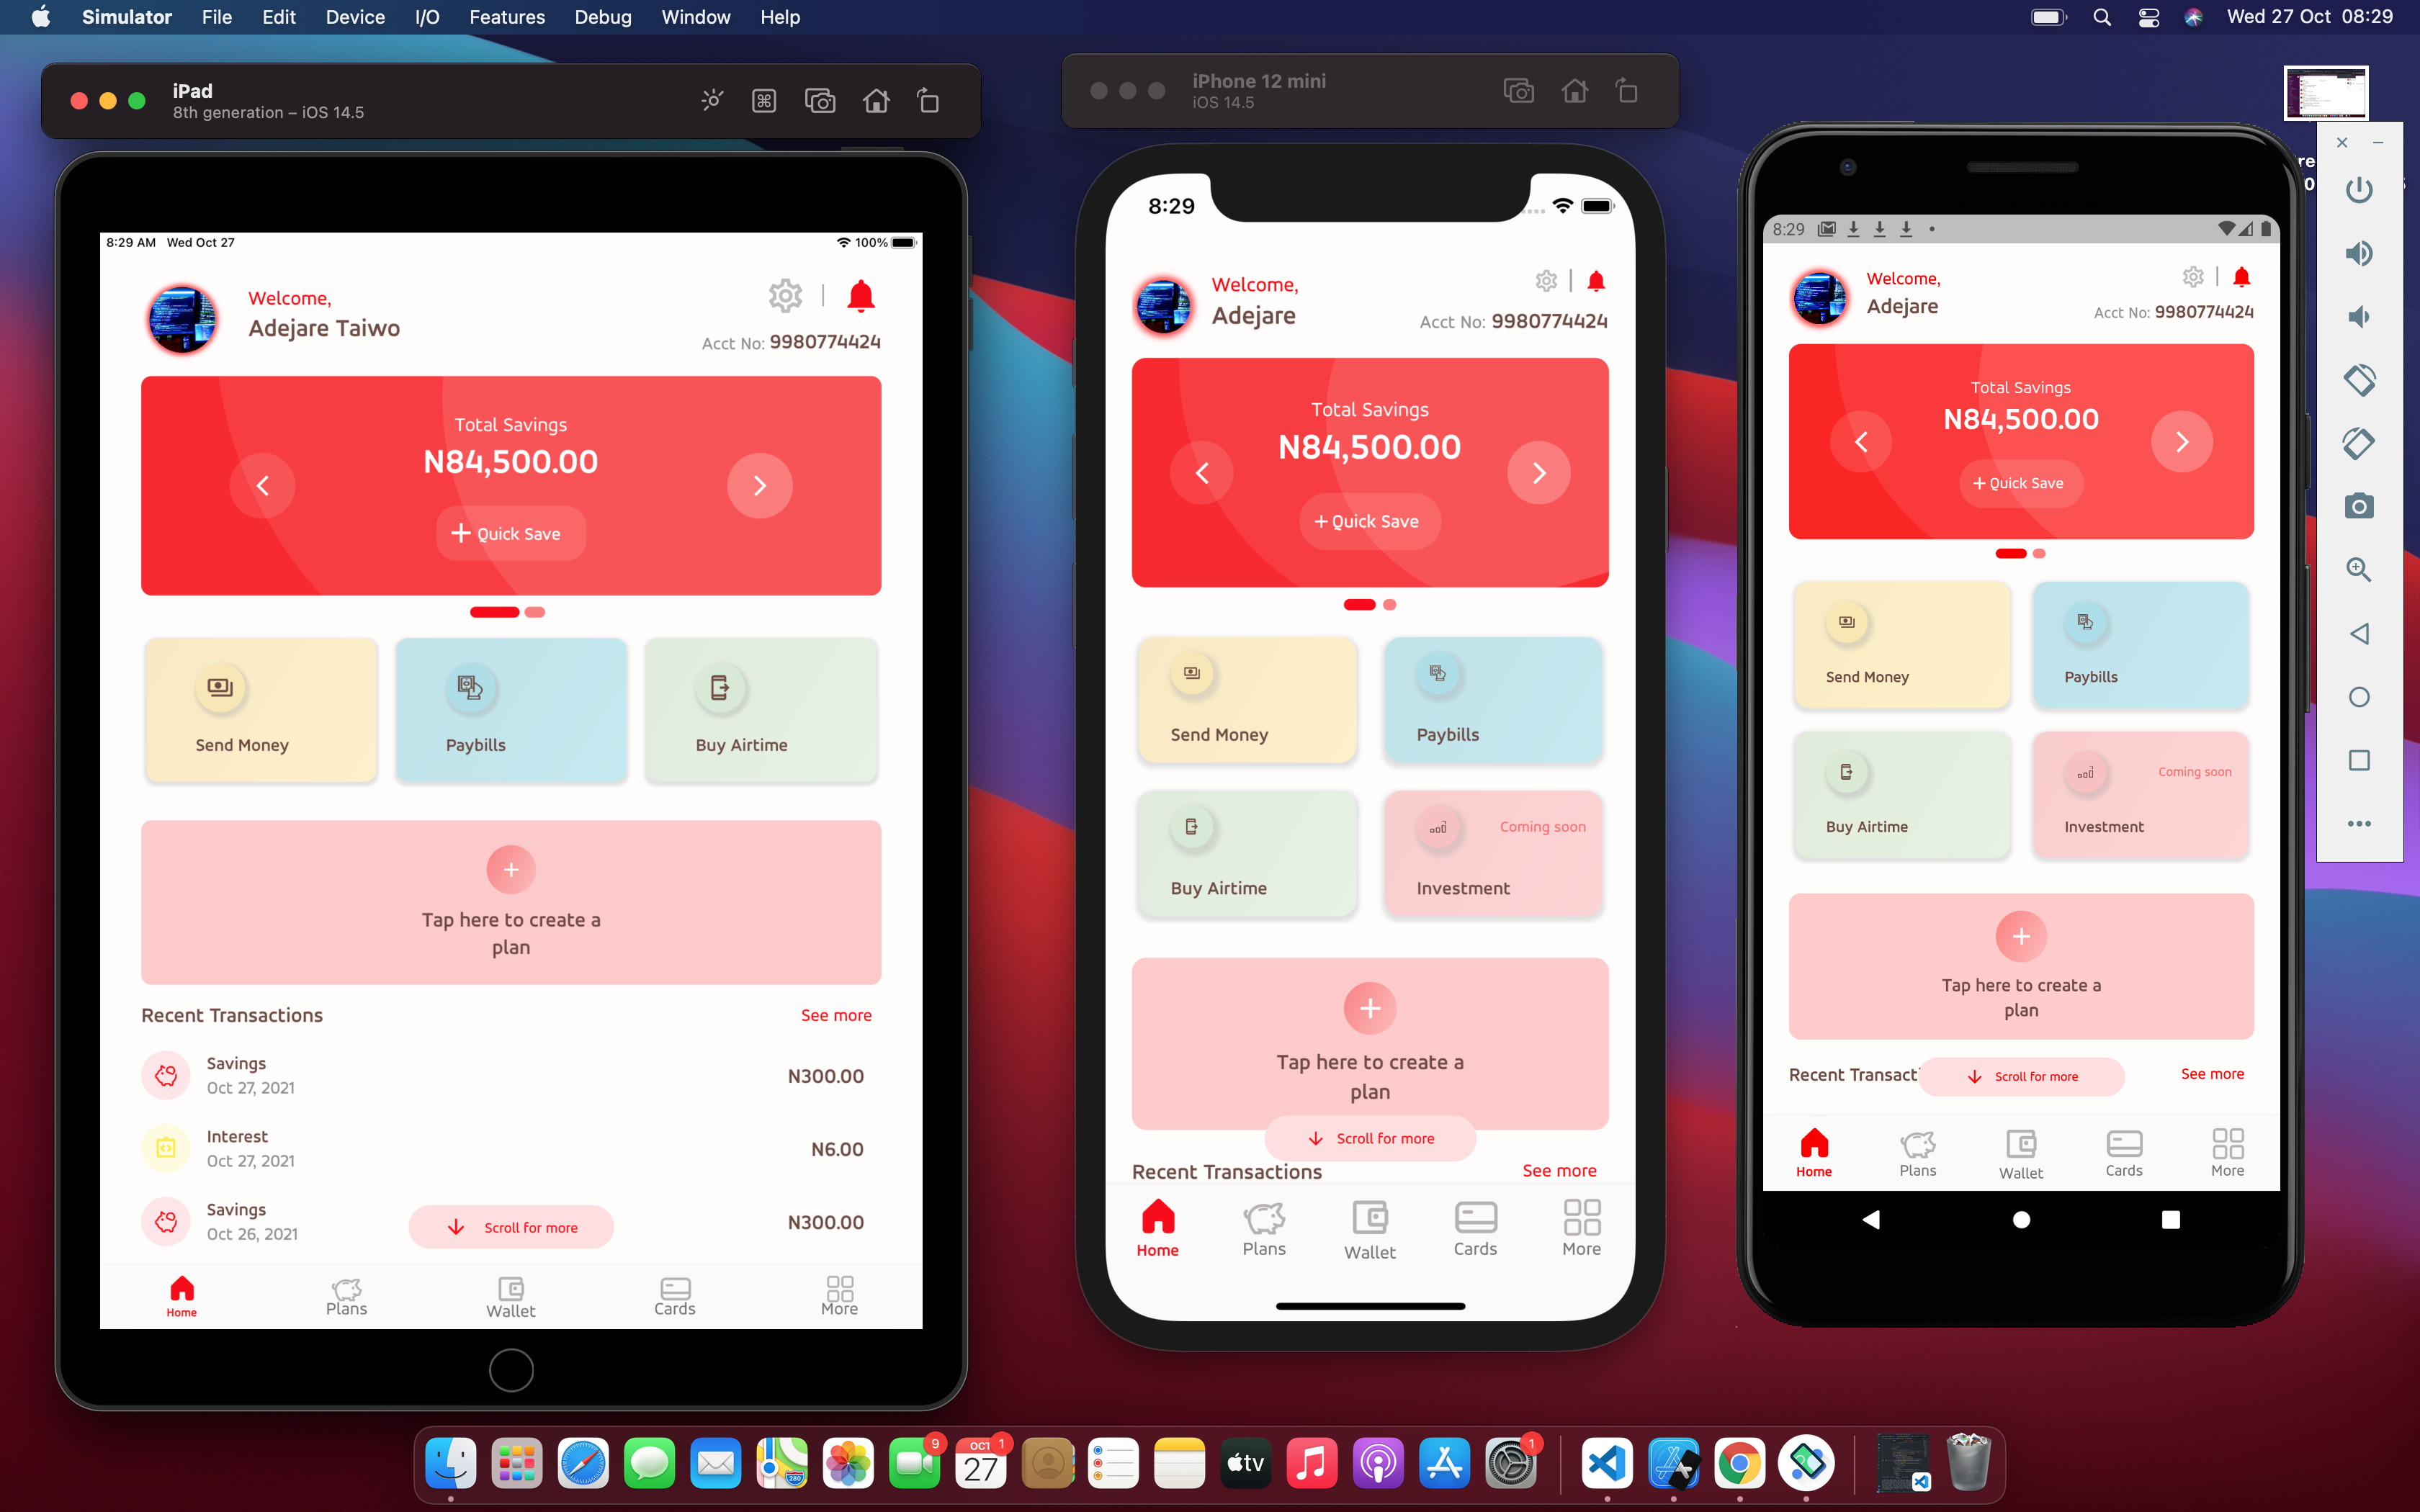 Simulator File Edit Device I/O Features Debug Window Help
Wed 27 Oct 08:29
iPad
8th generation – iOS 14.5
8:29 AM Wed Oct 27
100%
Welcome,
Adejare Taiwo
Acct No: 9980774424
Total Savings
N84,500.00
+ Quick Save
Send Money
Paybills
Buy Airtime
Tap here to create a
plan
Recent Transactions
See more
Savings
Oct 27, 2021
N300.00
Interest
Oct 27, 2021
N6.00
Savings
Oct 26, 2021
N300.00
Scroll for more
Home
Plans
Wallet
Cards
More
iPhone 12 mini
iOS 14.5
8:29
Welcome,
Adejare
Acct No: 9980774424
Total Savings
N84,500.00
+ Quick Save
Send Money
Paybills
Buy Airtime
Coming soon
Investment
Tap here to create a
plan
Scroll for more
Recent Transactions
See more
Home
Plans
Wallet
Cards
More
8:29
Welcome,
Adejare
Acct No: 9980774424
Total Savings
N84,500.00
+ Quick Save
Send Money
Paybills
Buy Airtime
Coming soon
Investment
Tap here to create a
plan
Recent Transact
Scroll for more
See more
Home
Plans
Wallet
Cards
More
9
OCT
27
1
280
tv
1